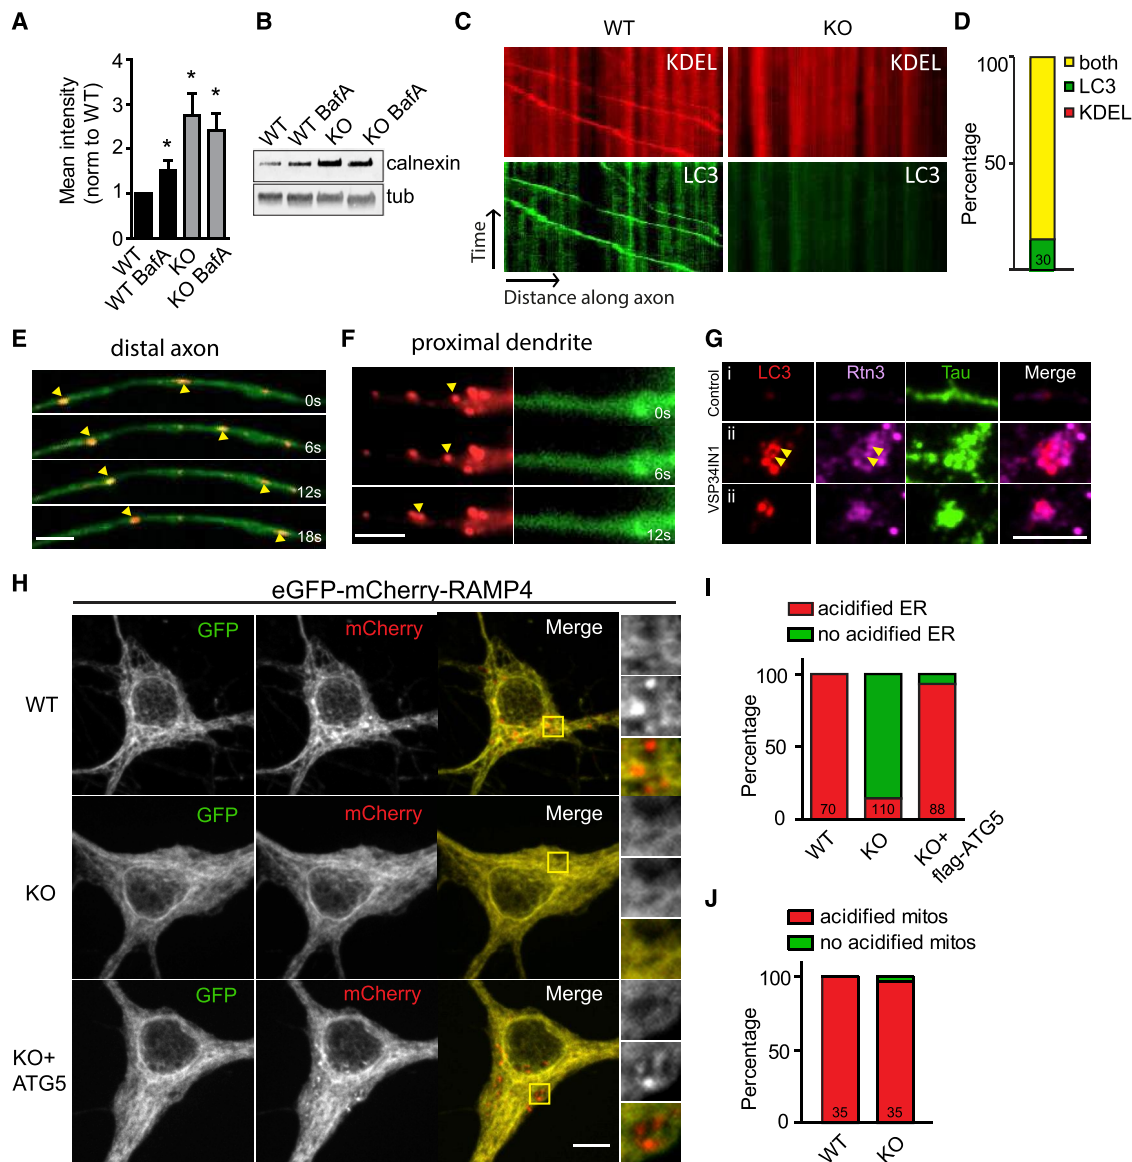 A
Mean intensity
(norm to WT)
4
3
2
1
0
*
*
*
WT
WT BafA
KO
KO BafA
B
WT
WT BafA
KO
KO BafA
calnexin
tub
C
WT
KO
KDEL
KDEL
LC3
LC3
Time
Distance along axon
D
100
50
Percentage
30
both
LC3
KDEL
E
distal axon
0s
6s
12s
18s
F
proximal dendrite
0s
6s
12s
G
LC3
Rtn3
Tau
Merge
Control
VSP34IN1
i
ii
ii
H
eGFP-mCherry-RAMP4
GFP
mCherry
Merge
WT
GFP
mCherry
Merge
KO
GFP
mCherry
Merge
KO+
ATG5
I
acidified ER
no acidified ER
Percentage
100
50
0
70
110
88
WT
KO
KO+
flag-ATG5
J
acidified mitos
no acidified mitos
Percentage
100
50
0
35
35
WT
KO